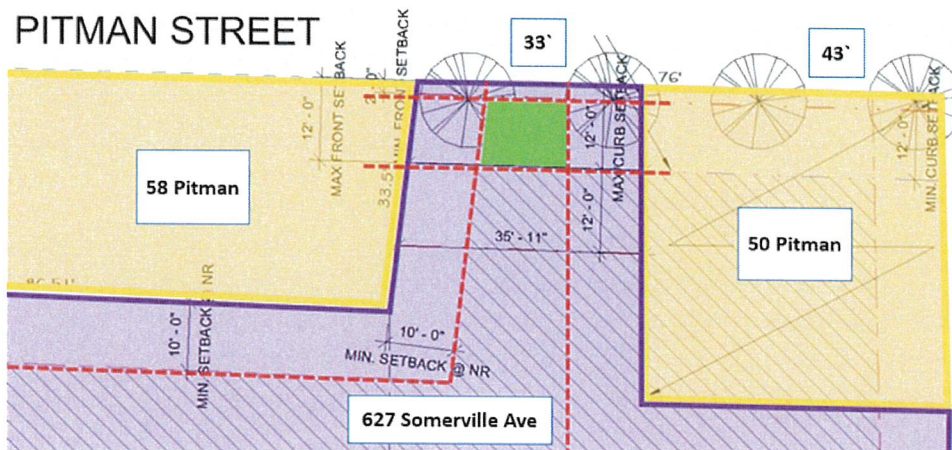 PITMAN STREET
33`
43`
76'
12' - 0"
MAX FRONT SETBACK
MIN. FRONT SETBACK
12' - 0"
MAX CURB SETBACK
12' - 0"
12' - 0"
MIN. CURB SETBACK
58 Pitman
33.5
35' - 11"
50 Pitman
10' - 0"
MIN. SETBACK @ NR
10' - 0"
MIN. SETBACK @ NR
627 Somerville Ave